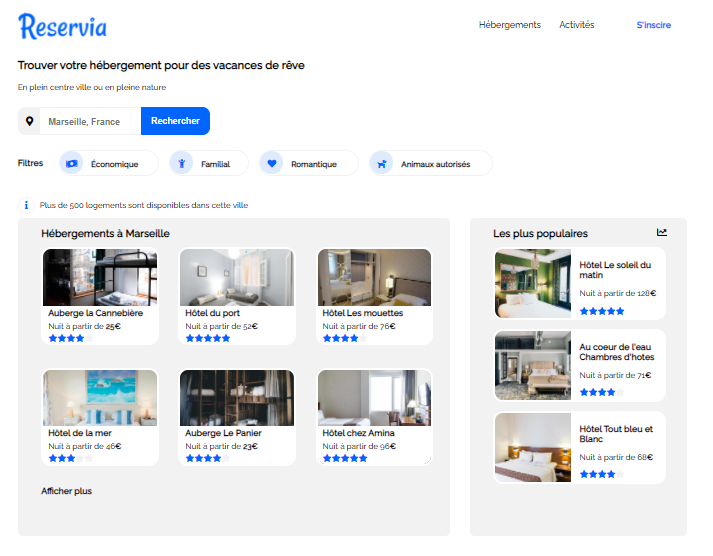 Reservia
Hébergements
Activités
S'inscire
Trouver votre hébergement pour des vacances de rêve
En plein centre ville ou en pleine nature
Marseille, France
Rechercher
Filtres
Économique
Familial
Romantique
Animaux autorisés
Plus de 500 logements sont disponibles dans cette ville
Hébergements à Marseille
Auberge la Cannebière
Nuit à partir de 25€
Hôtel du port
Nuit à partir de 52€
Hôtel Les mouettes
Nuit à partir de 76€
Hôtel de la mer
Nuit à partir de 46€
Auberge Le Panier
Nuit à partir de 23€
Hôtel chez Amina
Nuit à partir de 96€
Afficher plus
Les plus populaires
Hôtel Le soleil du
matin
Nuit à partir de 128€
Au coeur de l'eau
Chambres d'hotes
Nuit à partir de 71€
Hôtel Tout bleu et
Blanc
Nuit à partir de 68€